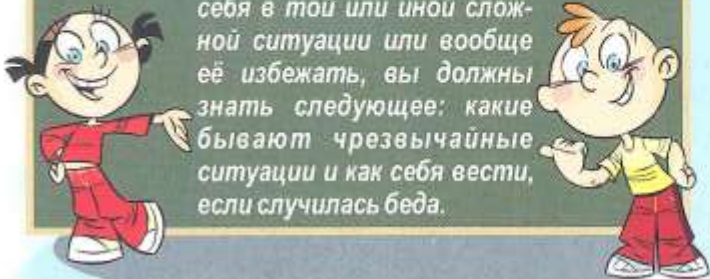 себя в той или иной слож-
ной ситуации или вообще
её избежать, вы должны
знать следующее: какие
бывают чрезвычайные
ситуации и как себя вести,
если случилась беда.